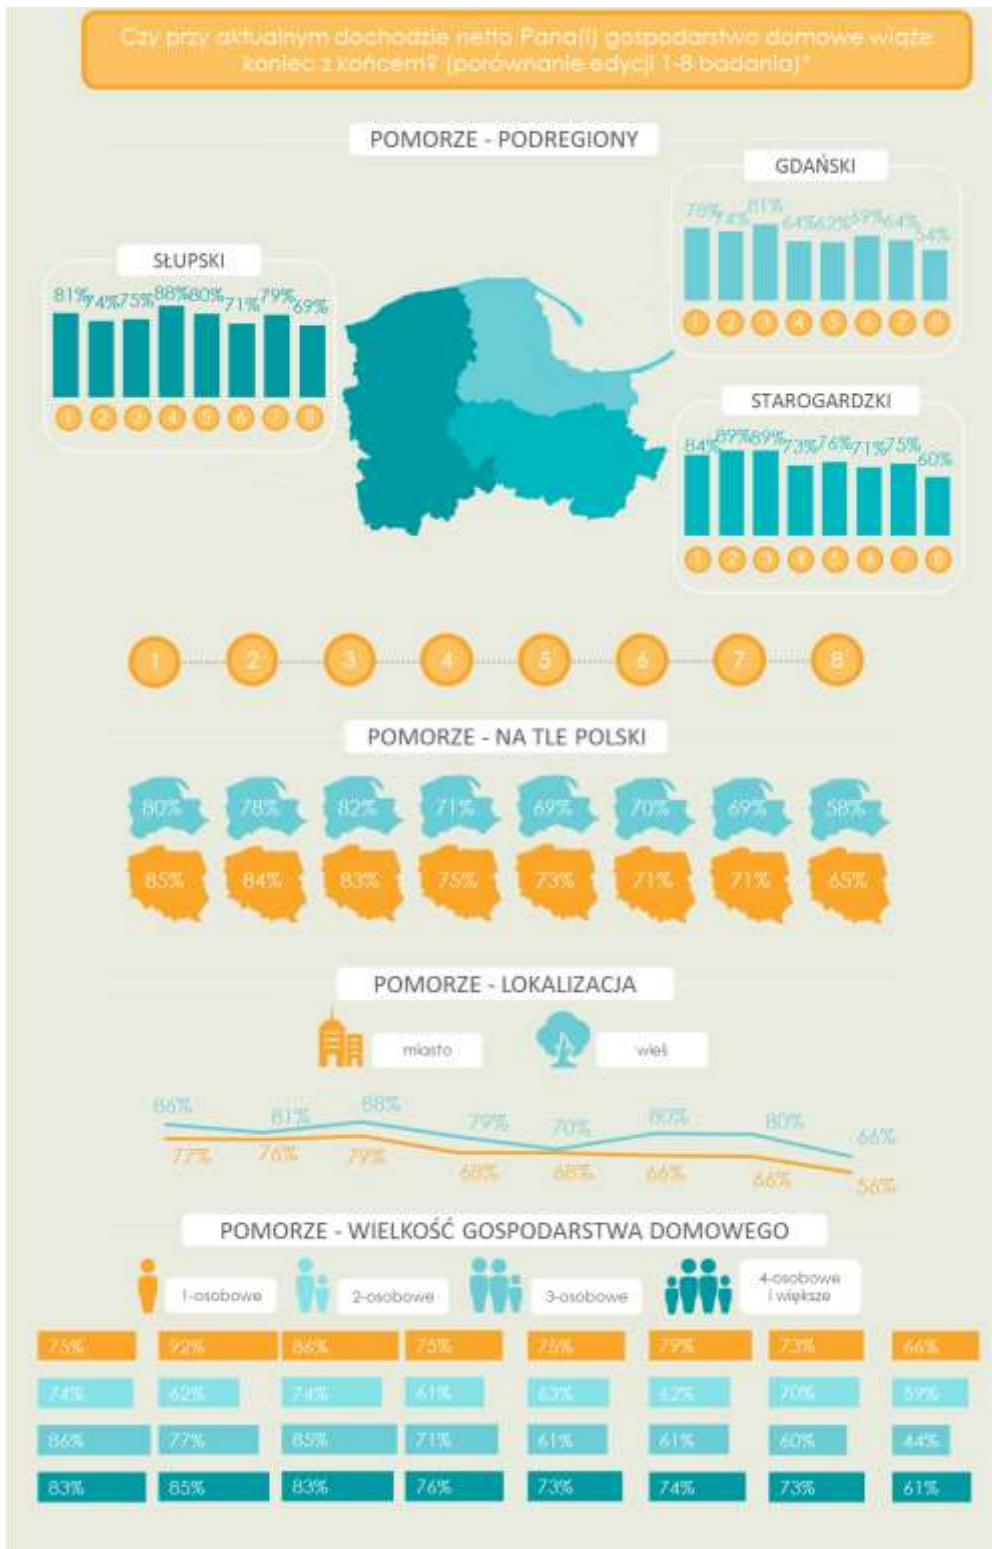 Czy przy aktualnym dochodzie netto Pana(i) gospodarstwo domowe wiąże
koniec z końcem? (porównanie edycji 1-8 badania)*
POMORZE - PODREGIONY
GDAŃSKI
78% 74% 81% 64% 62% 69% 64% 54%
1 2 3 4 5 6 7 8
SŁUPSKI
81% 74% 75% 88% 80% 71% 79% 69%
1 2 3 4 5 6 7 8
STAROGARDZKI
84% 89% 89% 73% 76% 71% 75% 60%
1 2 3 4 5 6 7 8
1 2 3 4 5 6 7 8
POMORZE - NA TLE POLSKI
80% 78% 82% 71% 69% 70% 69% 58%
85% 84% 83% 75% 73% 71% 71% 65%
POMORZE - LOKALIZACJA
miasto wieś
86% 81% 88% 79% 70% 80% 80% 66%
77% 76% 79% 68% 68% 66% 66% 56%
POMORZE - WIELKOŚĆ GOSPODARSTWA DOMOWEGO
1-osobowe 2-osobowe 3-osobowe 4-osobowe
i większe
75% 92% 86% 75% 75% 79% 73% 66%
74% 62% 74% 61% 63% 62% 70% 59%
86% 77% 85% 71% 61% 61% 60% 44%
83% 85% 83% 76% 73% 74% 73% 61%